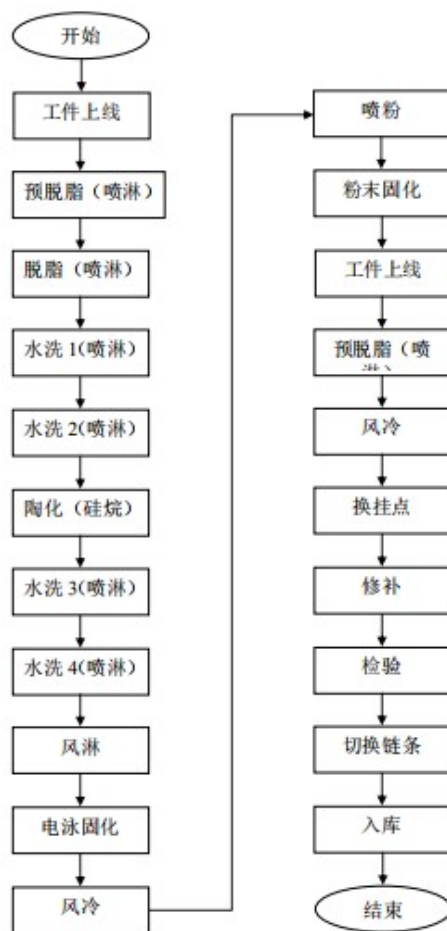 开始
工件上线
预脱脂（喷淋）
脱脂（喷淋）
水洗 1(喷淋）
水洗 2(喷淋）
陶化（硅烷）
水洗 3(喷淋）
水洗 4(喷淋）
风淋
电泳固化
风冷
喷粉
粉末固化
工件上线
预脱脂（喷
淋）
风冷
换挂点
修补
检验
切换链条
入库
结束